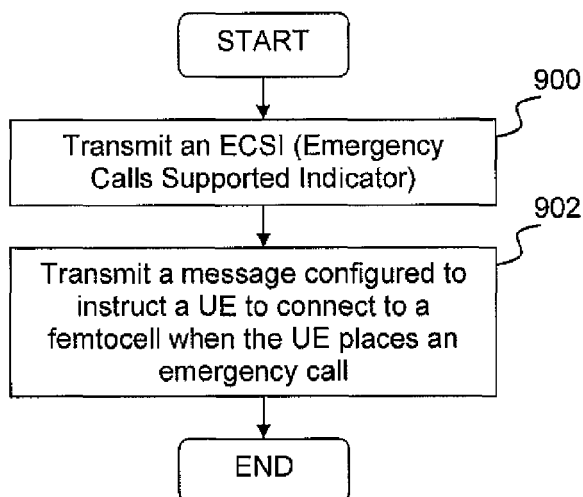 START
900
Transmit an ECSI (Emergency
Calls Supported Indicator)
902
Transmit a message configured to
instruct a UE to connect to a
femtocell when the UE places an
emergency call
END